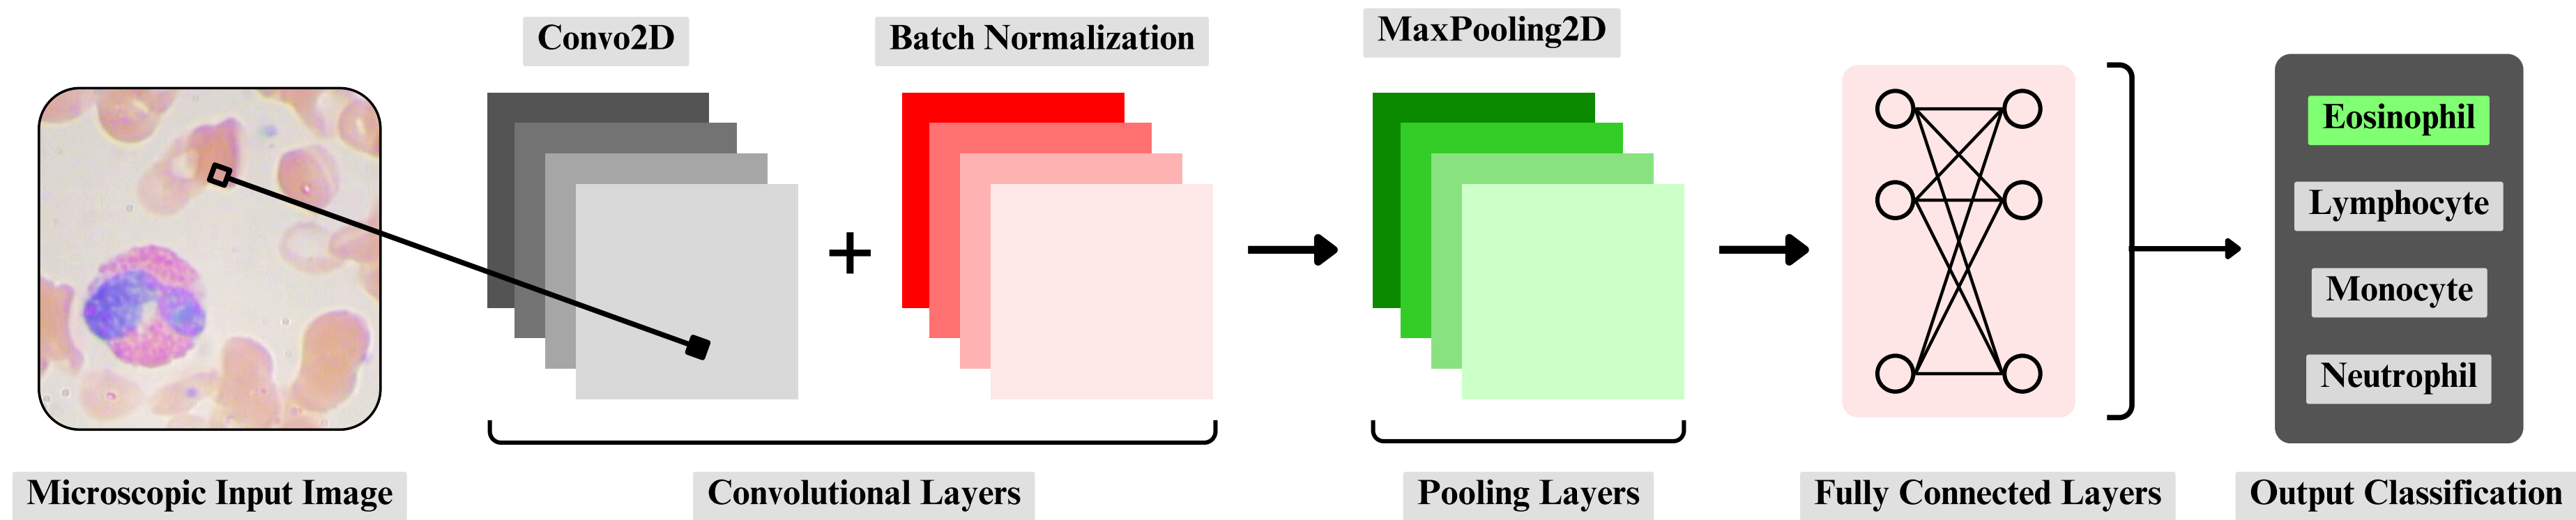 Convo2D
Batch Normalization
MaxPooling2D
Eosinophil
Lymphocyte
Monocyte
Neutrophil
Microscopic Input Image
Convolutional Layers
Pooling Layers
Fully Connected Layers
Output Classification